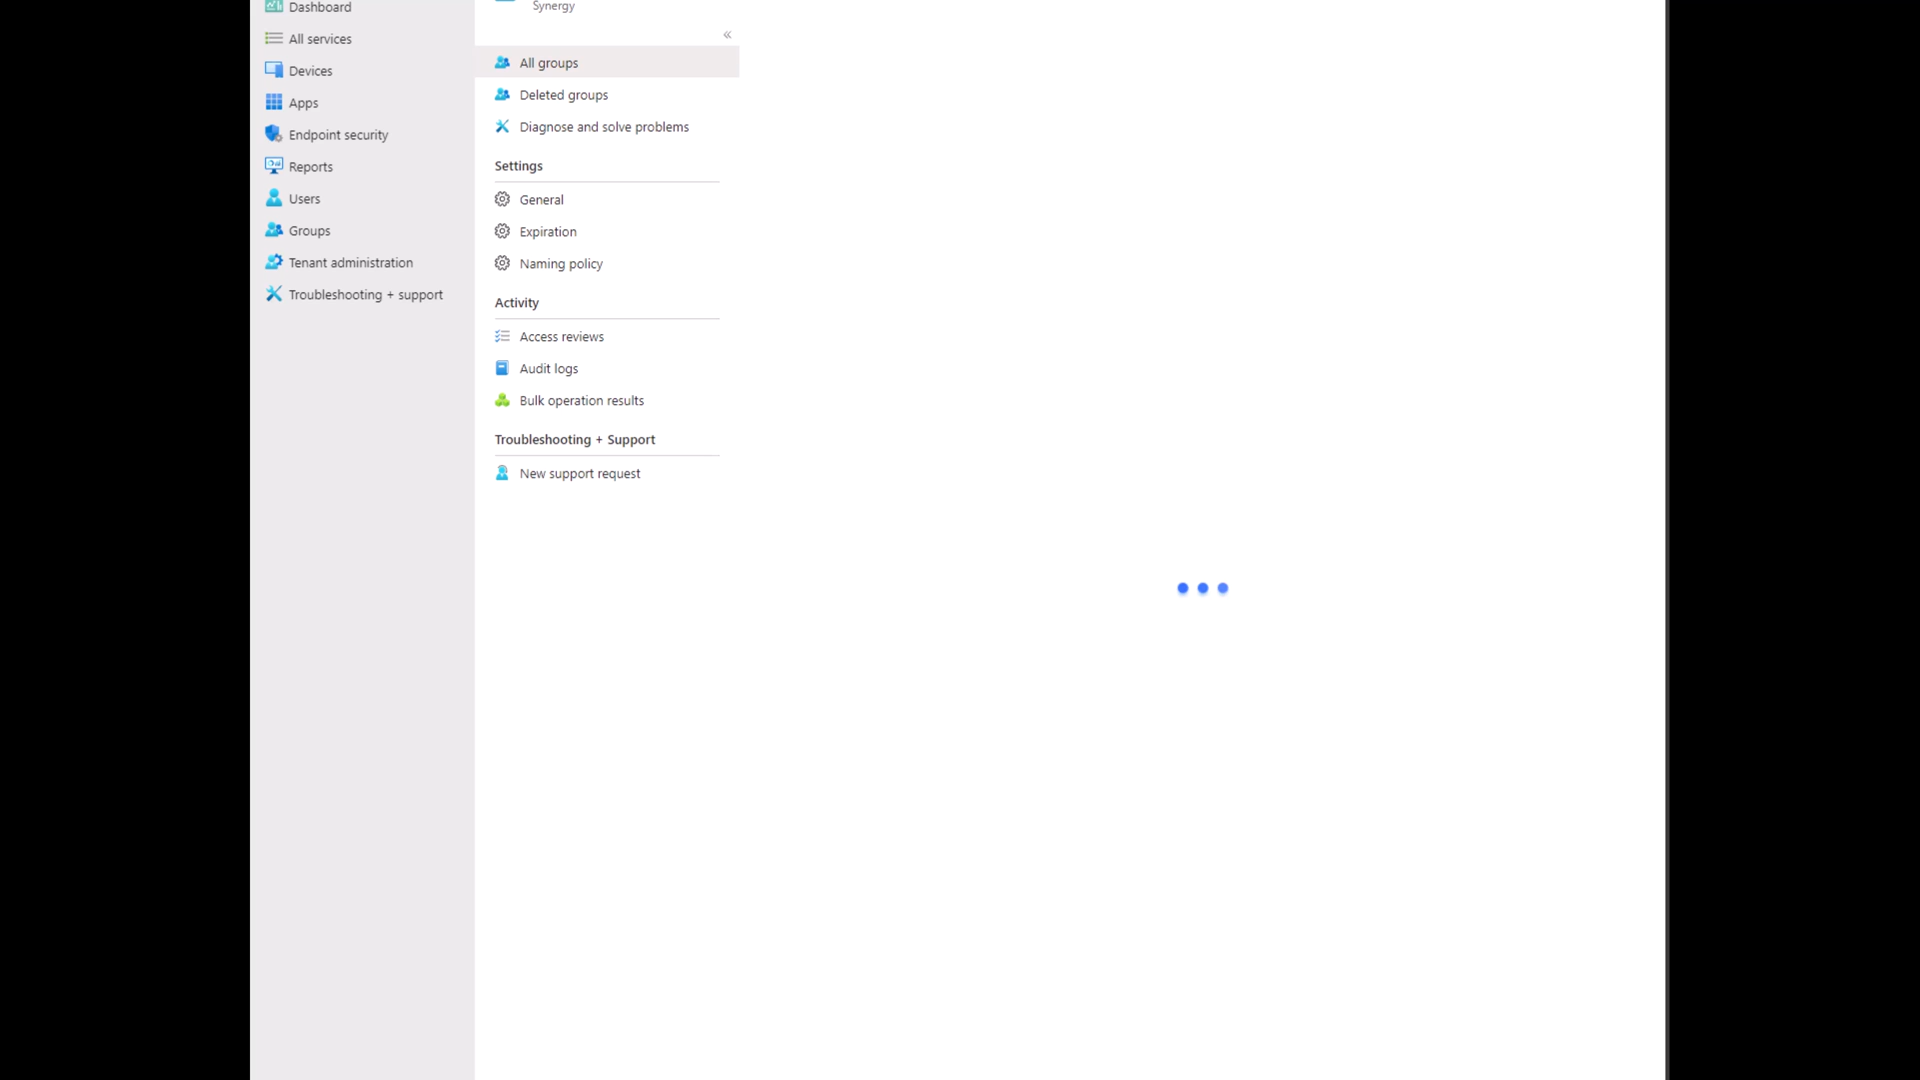 Dashboard
All services
Devices
Apps
Endpoint security
Reports
Users
Groups
Tenant administration
Troubleshooting + support
Synergy
«
All groups
Deleted groups
Diagnose and solve problems
Settings
General
Expiration
Naming policy
Activity
Access reviews
Audit logs
Bulk operation results
Troubleshooting + Support
New support request